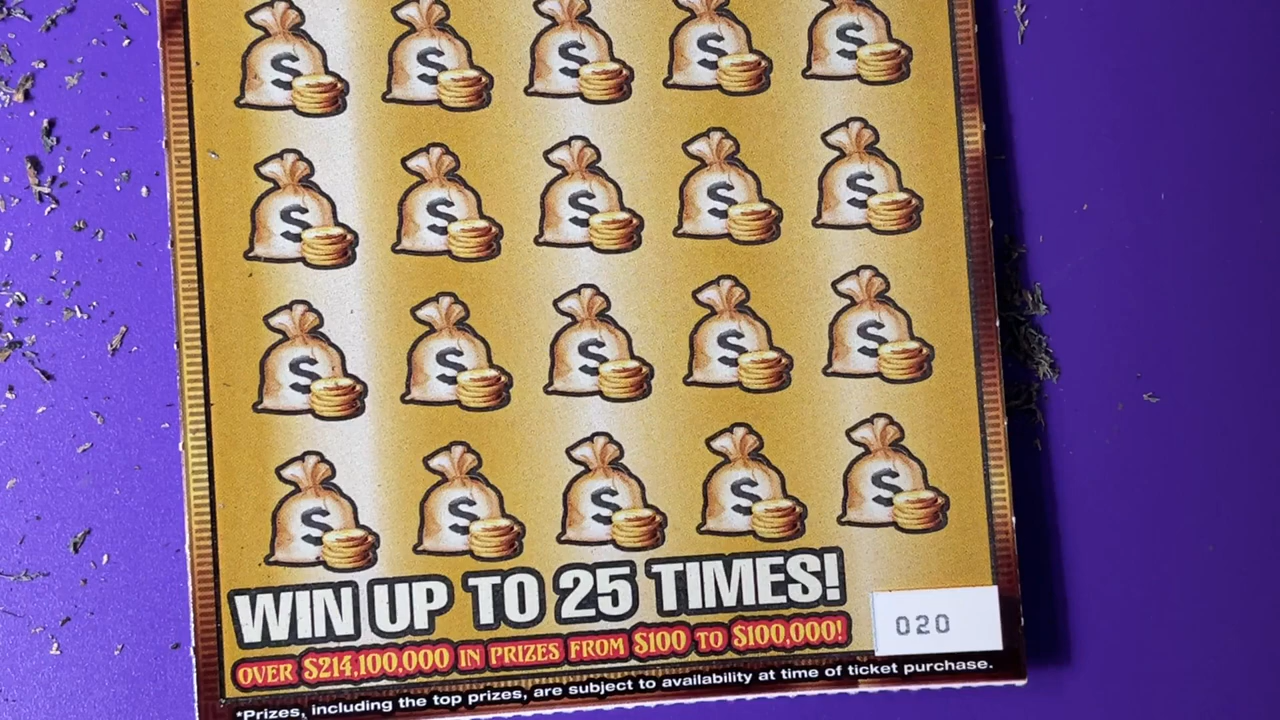 $ $ $ $ $
$ $ $ $ $
$ $ $ $ $
$ $ $ $ $
WIN UP TO 25 TIMES!
020
OVER $214,100,000 IN PRIZES FROM $100 TO $100,000!
*Prizes, including the top prizes, are subject to availability at time of ticket purchase.